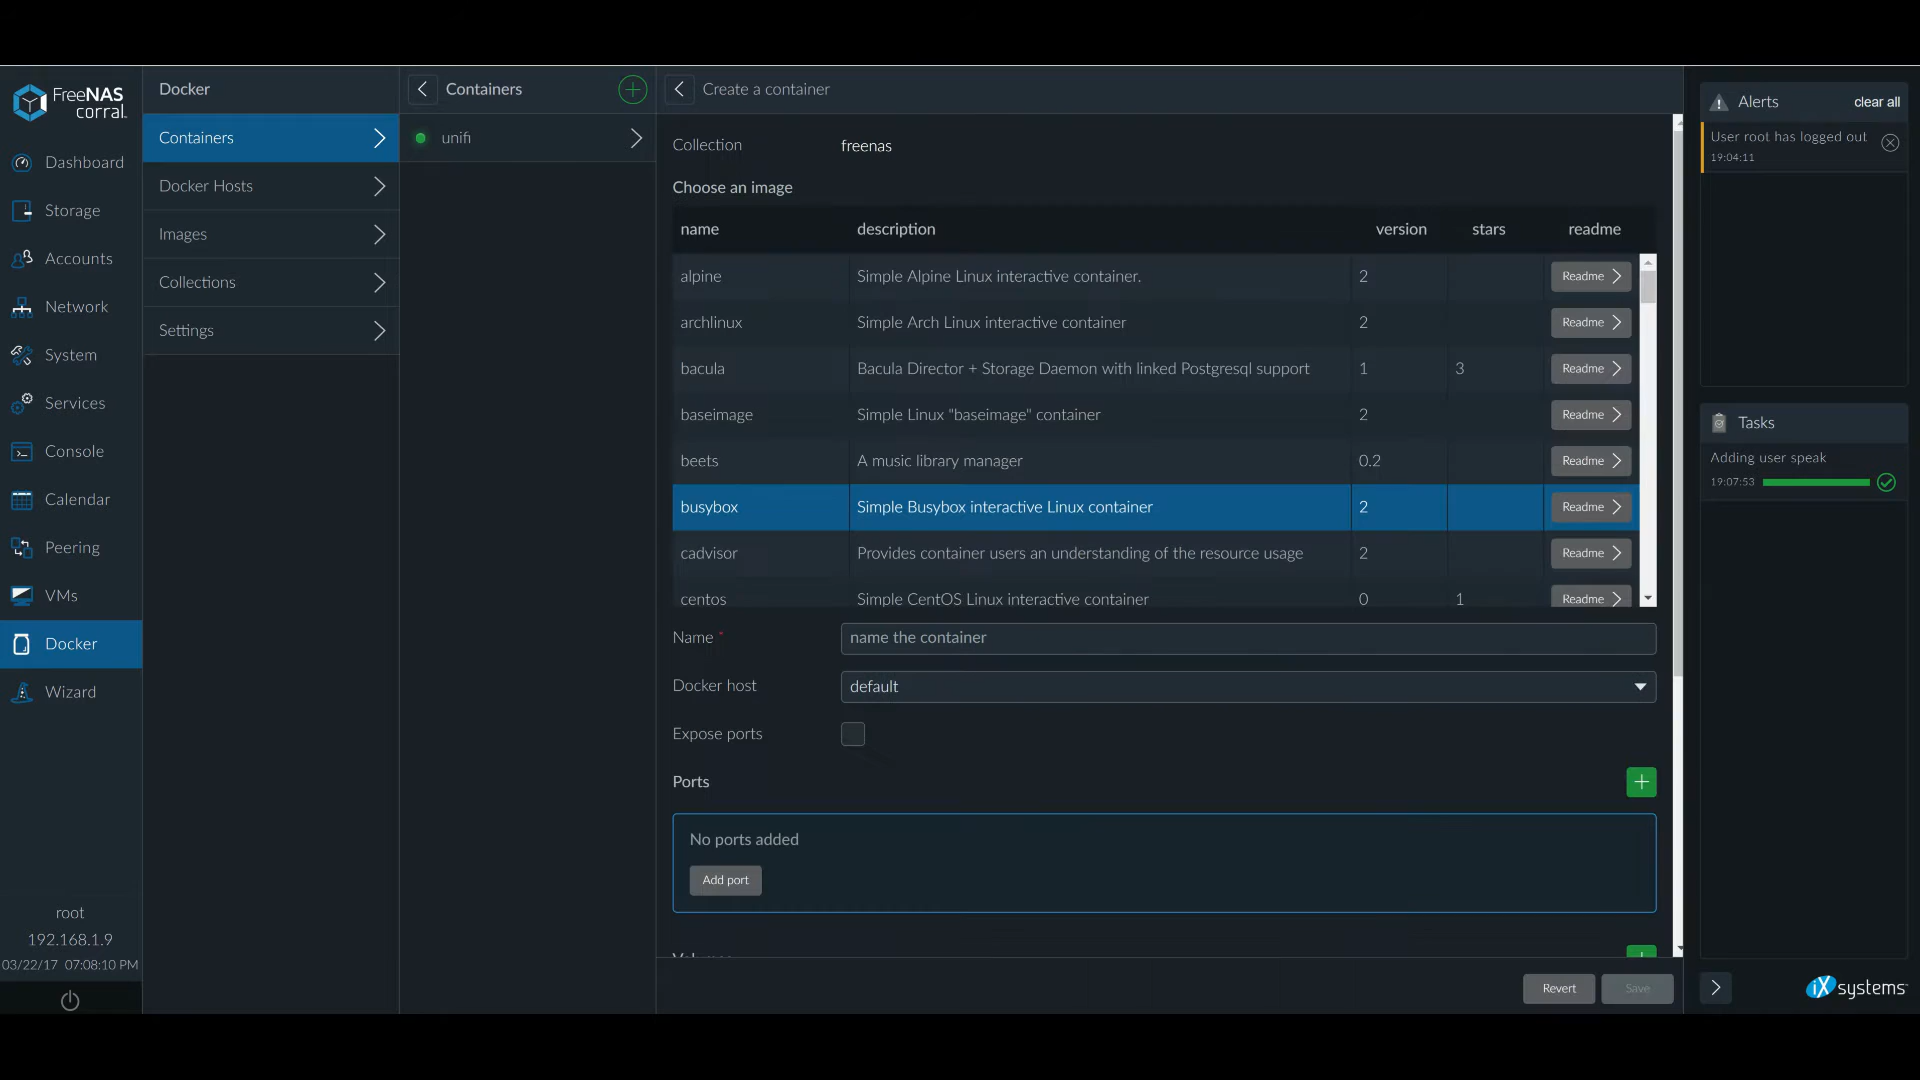 FreeNAS
corral
Dashboard
Storage
Accounts
Network
System
Services
Console
Calendar
Peering
VMs
Docker
Wizard
root
192.168.1.9
03/22/17 07:08:10 PM
Docker
Containers
Docker Hosts
Images
Collections
Settings
Containers
unifi
Create a container
Collection freenas
Choose an image
name description version stars readme
alpine Simple Alpine Linux interactive container. 2 Readme
archlinux Simple Arch Linux interactive container 2 Readme
bacula Bacula Director + Storage Daemon with linked Postgresql support 1 3 Readme
baseimage Simple Linux "baseimage" container 2 Readme
beets A music library manager 0.2 Readme
busybox Simple Busybox interactive Linux container 2 Readme
cadvisor Provides container users an understanding of the resource usage 2 Readme
centos Simple CentOS Linux interactive container 0 1 Readme
Name * name the container
Docker host default
Expose ports
Ports
No ports added
Add port
Revert Save
Alerts clear all
User root has logged out
19:04:11
Tasks
Adding user speak
19:07:53
iXsystems